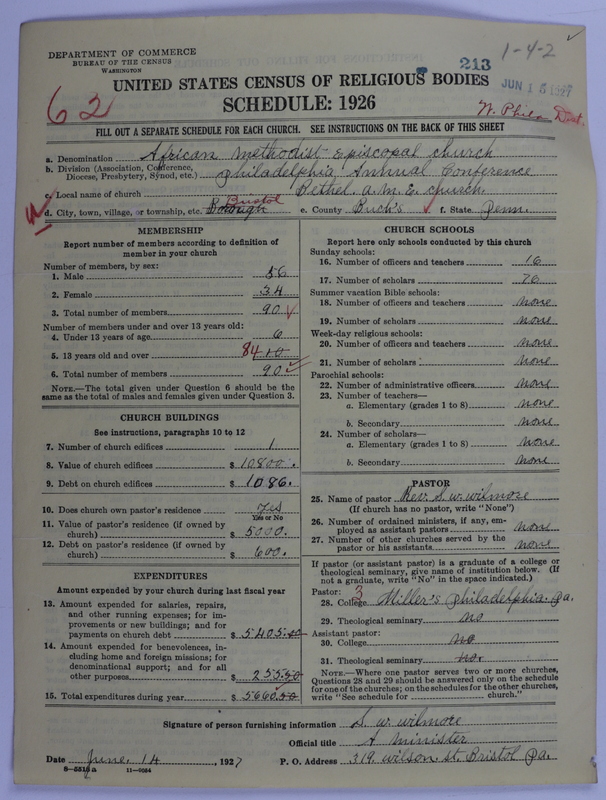 1-4-2
DEPARTMENT OF COMMERCE
BUREAU OF THE CENSUS
WASHINGTON
213
JUN 15 1927
UNITED STATES CENSUS OF RELIGIOUS BODIES
62
SCHEDULE: 1926
W. Phila Dist.
FILL OUT A SEPARATE SCHEDULE FOR EACH CHURCH. SEE INSTRUCTIONS ON THE BACK OF THIS SHEET
a. Denomination African Methodist Episcopal church
b. Division (Association, Conference, Diocese, Presbytery, Synod, etc.) Philadelphia Annual Conference
c. Local name of church Bethel. a.m.E. church.
d. City, town, village, or township, etc. Borough Bristol e. County Buck's f. State Penn.
MEMBERSHIP
Report number of members according to definition of
member in your church
Number of members, by sex:
1. Male 56
2. Female 34
3. Total number of members 90
Number of members under and over 13 years old:
4. Under 13 years of age 6
5. 13 years old and over 84 10
6. Total number of members 90
NOTE.—The total given under Question 6 should be
same as the total of males and females given under Question 3.
CHURCH BUILDINGS
See instructions, paragraphs 10 to 12
7. Number of church edifices 1
8. Value of church edifices $ 10800.
9. Debt on church edifices $ 1086.
10. Does church own pastor's residence? yes
Yes or No
11. Value of pastor's residence (if owned by
church) $ 5000.
12. Debt on pastor's residence (if owned by
church) $ 600.
EXPENDITURES
Amount expended by your church during last fiscal year
13. Amount expended for salaries, repairs,
and other running expenses; for im-
provements or new buildings; and for
payments on church debt $ 5405.00
14. Amount expended for benevolences, in-
cluding home and foreign missions; for
denominational support; and for all
other purposes $ 255.50
15. Total expenditures during year $ 5660.50
CHURCH SCHOOLS
Report here only schools conducted by this church
Sunday schools:
16. Number of officers and teachers 16
17. Number of scholars 76
Summer vacation Bible schools:
18. Number of officers and teachers none
19. Number of scholars none
Week-day religious schools:
20. Number of officers and teachers none
21. Number of scholars none
Parochial schools:
22. Number of administrative officers none
23. Number of teachers—
a. Elementary (grades 1 to 8) none
b. Secondary none
24. Number of scholars—
a. Elementary (grades 1 to 8) none
b. Secondary none
PASTOR
25. Name of pastor Rev. S. W. Wilmore
(If church has no pastor, write "None")
26. Number of ordained ministers, if any, em-
ployed as assistant pastors none
27. Number of other churches served by the
pastor or his assistants none
If pastor (or assistant pastor) is a graduate of a college or
theological seminary, give name of institution below. (If
not a graduate, write "No" in the space indicated.)
Pastor: 3
28. College Miller's Philadelphia. Pa.
29. Theological seminary no
Assistant pastor:
30. College no
31. Theological seminary no.
NOTE.—Where one pastor serves two or more churches,
Questions 28 and 29 should be answered only on the schedule
for one of the churches; on the schedules for the other churches,
write "See schedule for church."
Signature of person furnishing information S. W. Wilmore
Official title A minister
Date June. 14, 1927 P. O. Address 319. Wilson. St. Bristol Pa.
8-5515a 11-9024